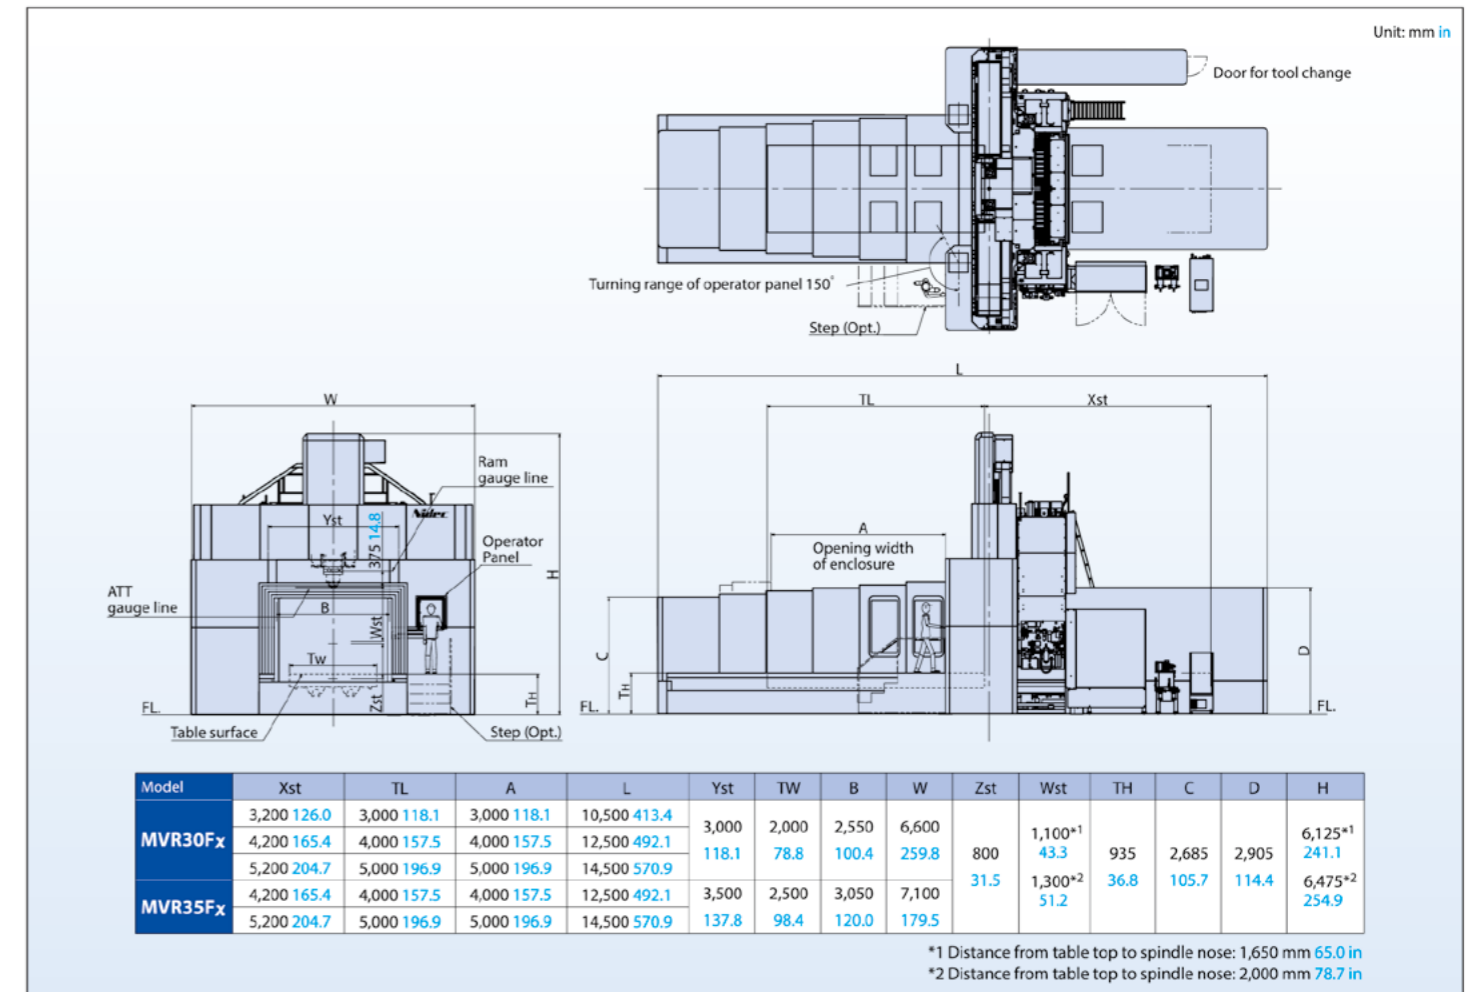 Unit: mm in
Door for tool change
Turning range of operator panel 150°
Step (Opt.)
L
W
TL
Xst
Ram
gauge line
Nidec
Yst
375 14.8
A
Opening width
of enclosure
Operator
Panel
H
ATT
gauge line
B
Wst
C
D
Tw
TH
TH
Zst
FL.
FL.
FL.
Table surface
Step (Opt.)
Model Xst TL A L Yst TW B W Zst Wst TH C D H
MVR30Fx
3,200 126.0 3,000 118.1 3,000 118.1 10,500 413.4
4,200 165.4 4,000 157.5 4,000 157.5 12,500 492.1
5,200 204.7 5,000 196.9 5,000 196.9 14,500 570.9
3,000 2,000 2,550 6,600
118.1 78.8 100.4 259.8
MVR35Fx
4,200 165.4 4,000 157.5 4,000 157.5 12,500 492.1
5,200 204.7 5,000 196.9 5,000 196.9 14,500 570.9
3,500 2,500 3,050 7,100
137.8 98.4 120.0 179.5
800
31.5
1,100*1
43.3
1,300*2
51.2
935
36.8
2,685
105.7
2,905
114.4
6,125*1
241.1
6,475*2
254.9
*1 Distance from table top to spindle nose: 1,650 mm 65.0 in
*2 Distance from table top to spindle nose: 2,000 mm 78.7 in